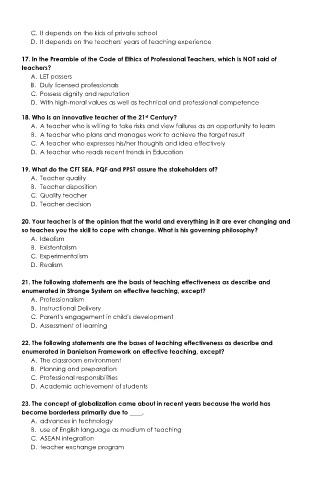 C. It depends on the kids of private school
D. It depends on the teachers' years of teaching experience
17. In the Preamble of the Code of Ethics of Professional Teachers, which is NOT said of
teachers?
A. LET passers
B. Duly licensed professionals
C. Possess dignity and reputation
D. With high-moral values as well as technical and professional competence
18. Who is an innovative teacher of the 21st Century?
A. A teacher who is willing to take risks and view failures as an opportunity to learn
B. A teacher who plans and manages work to achieve the target result
C. A teacher who expresses his/her thoughts and idea effectively
D. A teacher who reads recent trends in Education
19. What do the CFT SEA, PQF and PPST assure the stakeholders of?
A. Teacher quality
B. Teacher disposition
C. Quality teacher
D. Teacher decision
20. Your teacher is of the opinion that the world and everything in it are ever changing and
so teaches you the skill to cope with change. What is his governing philosophy?
A. Idealism
B. Existentialism
C. Experimentalism
D. Realism
21. The following statements are the basis of teaching effectiveness as describe and
enumerated in Stronge System on effective teaching, except?
A. Professionalism
B. Instructional Delivery
C. Parent's engagement in child's development
D. Assessment of learning
22. The following statements are the bases of teaching effectiveness as describe and
enumerated in Danielson Framework on effective teaching, except?
A. The classroom environment
B. Planning and preparation
C. Professional responsibilities
D. Academic achievement of students
23. The concept of globalization came about in recent years because the world has
become borderless primarily due to ____.
A. advances in technology
B. use of English language as medium of teaching
C. ASEAN integration
D. teacher exchange program